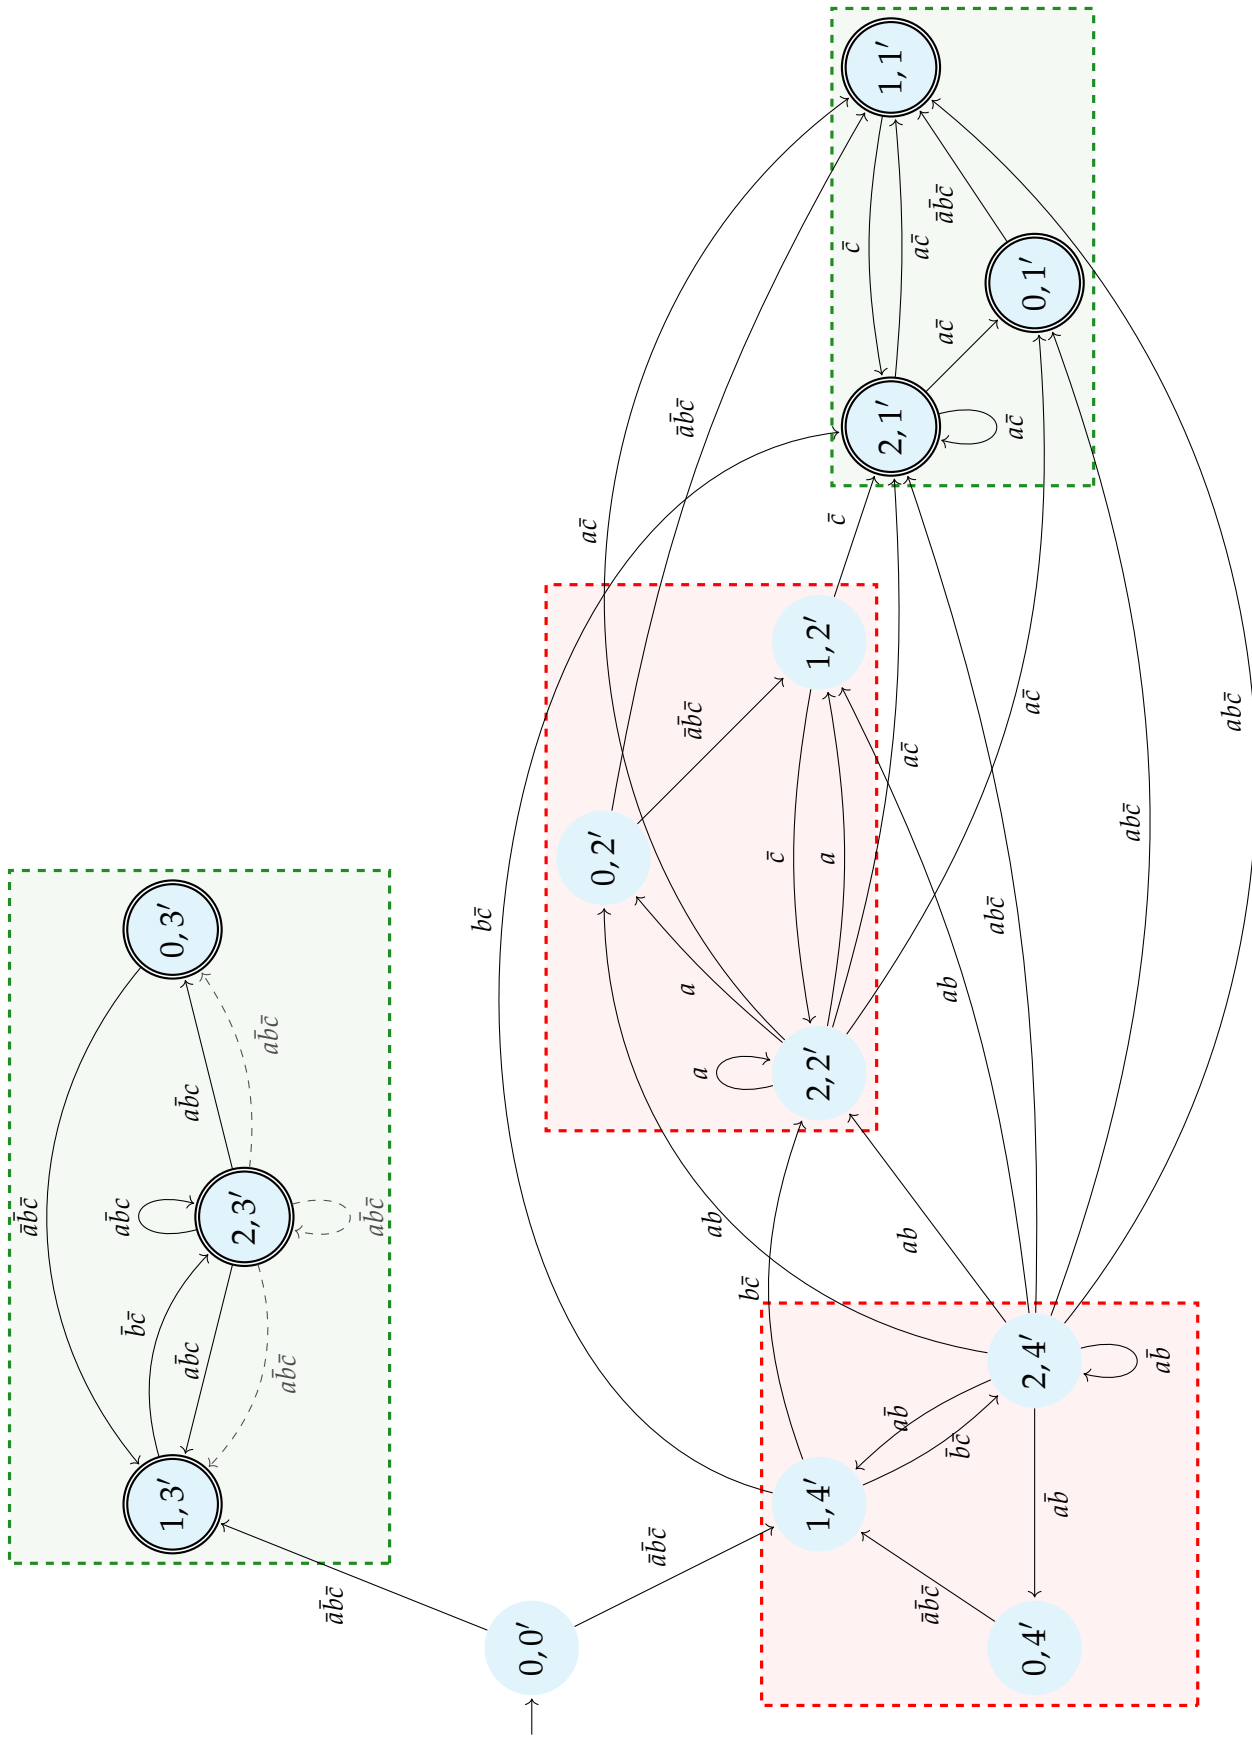 āb̄c̄
ab̄c
b̄c̄
1, 3′
0, 3′
ab̄c
ab̄c
2, 3′
ab̄c̄
ab̄c̄
āb̄c̄
ab̄c̄
bc̄
0,0′
ac̄
0, 2′
āb̄c̄
āb̄c̄
a
āb̄c̄
a
ab
bc̄
c̄
1, 4′
2, 2′
1, 2′
a
c̄
c̄
2, 1′
1, 1′
ab̄
ab
ac̄
ac̄
āb̄c̄
ab
ac̄
āb̄c̄
b̄c̄
abc̄
ac̄
0, 4′
2, 4′
ac̄
0, 1′
ab̄
abc̄
ab̄
abc̄